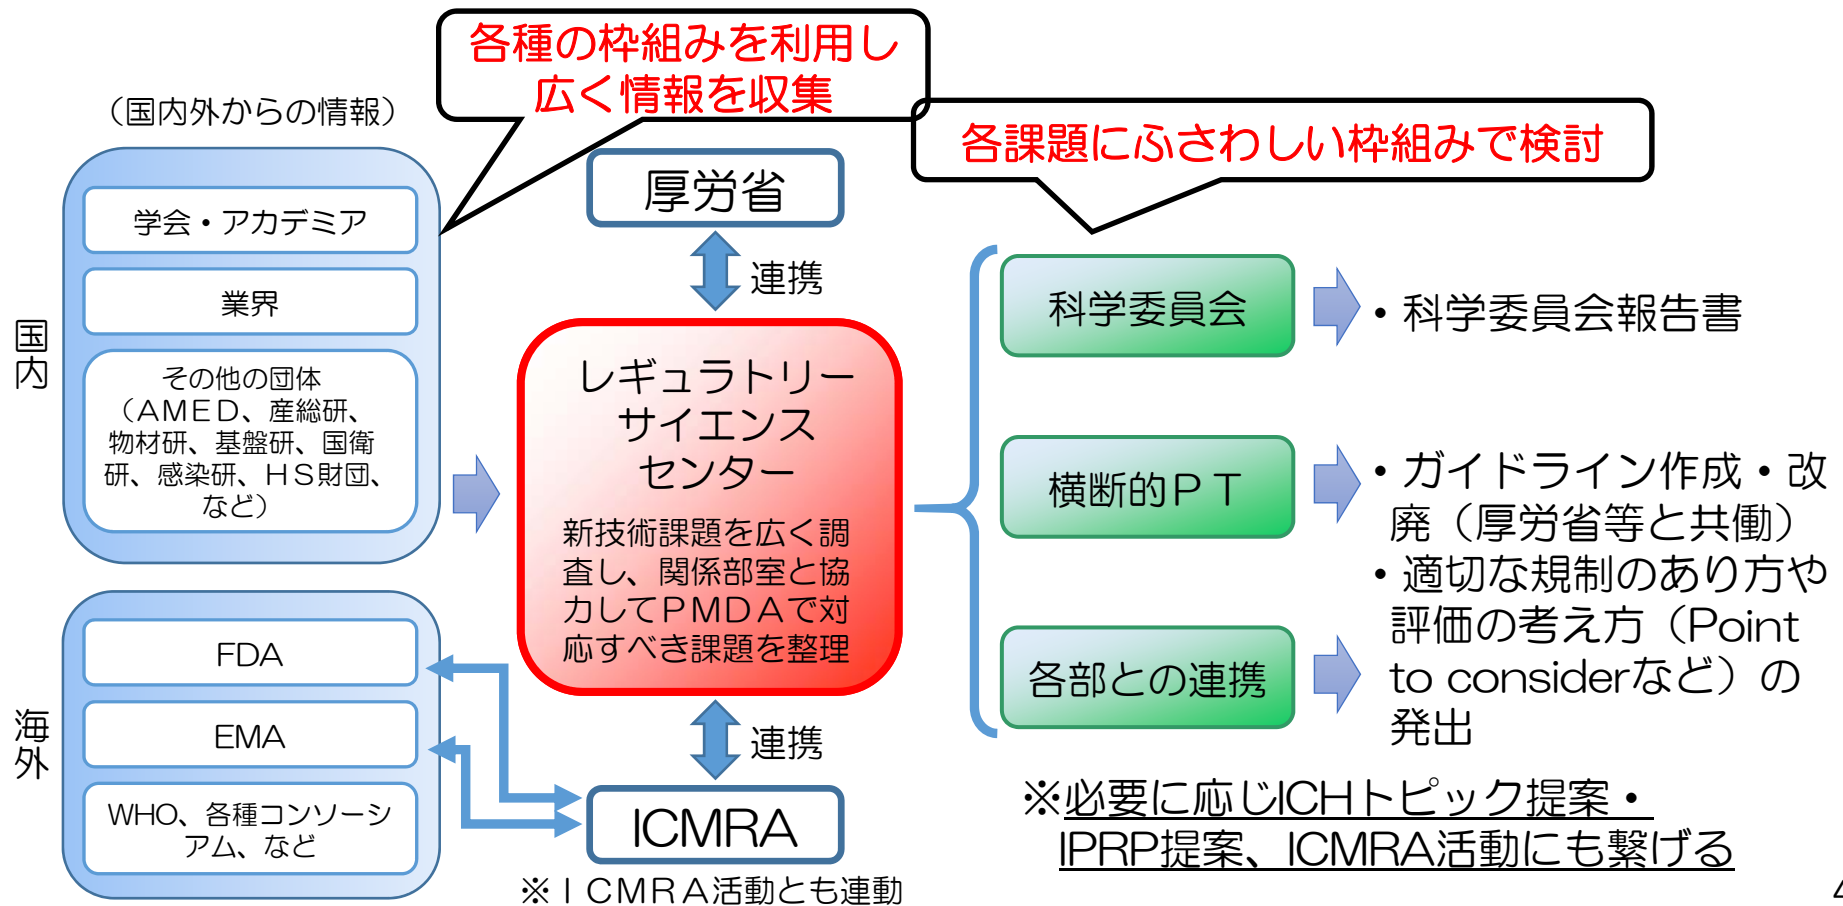 各種の枠組みを利用し
広く情報を収集
(国内外からの情報)
各課題にふさわしい枠組みで検討
国内
学会・アカデミア
業界
その他の団体
(AMED、産総研、
物材研、基盤研、国衛
研、感染研、HS財団、
など)
海外
FDA
EMA
WHO、各種コンソーシ
アム、など
厚労省
連携
レギュラトリー
サイエンス
センター
新技術課題を広く調
査し、関係部室と協
力してPMDAで対
応すべき課題を整理
連携
ICMRA
※ICMRA活動とも連動
科学委員会
・科学委員会報告書
横断的PT
・ガイドライン作成・改
廃(厚労省等と共働)
・適切な規制のあり方や
評価の考え方(Point
to considerなど)の
発出
各部との連携
※必要に応じICHトピック提案・
IPRP提案、ICMRA活動にも繋げる